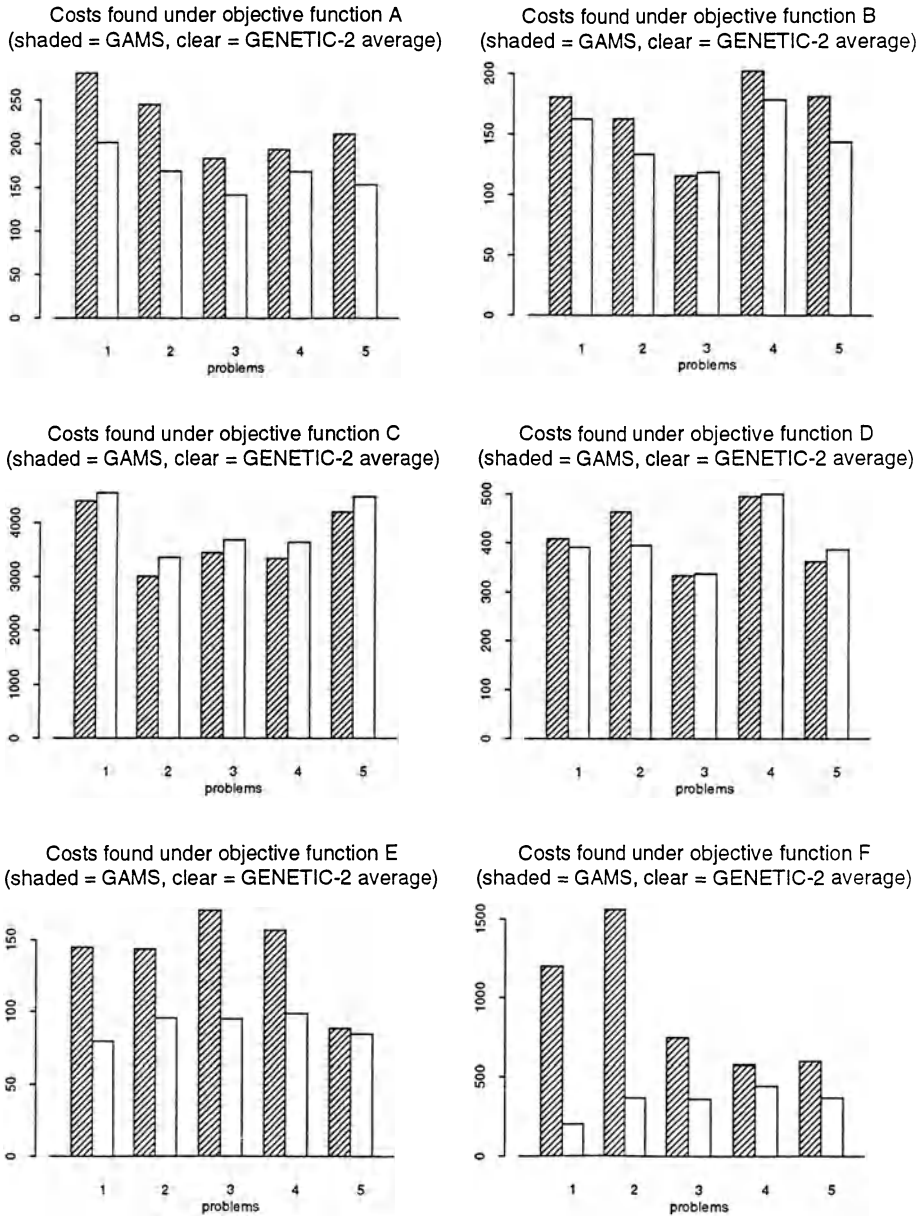 Costs found under objective function A
(shaded = GAMS, clear = GENETIC-2 average)
250
200
150
100
50
0
1 2 3 4 5
problems
Costs found under objective function B
(shaded = GAMS, clear = GENETIC-2 average)
200
150
100
50
0
1 2 3 4 5
problems
Costs found under objective function C
(shaded = GAMS, clear = GENETIC-2 average)
4000
3000
2000
1000
0
1 2 3 4 5
problems
Costs found under objective function D
(shaded = GAMS, clear = GENETIC-2 average)
500
400
300
200
100
0
1 2 3 4 5
problems
Costs found under objective function E
(shaded = GAMS, clear = GENETIC-2 average)
150
100
50
0
1 2 3 4 5
problems
Costs found under objective function F
(shaded = GAMS, clear = GENETIC-2 average)
1500
1000
500
0
1 2 3 4 5
problems